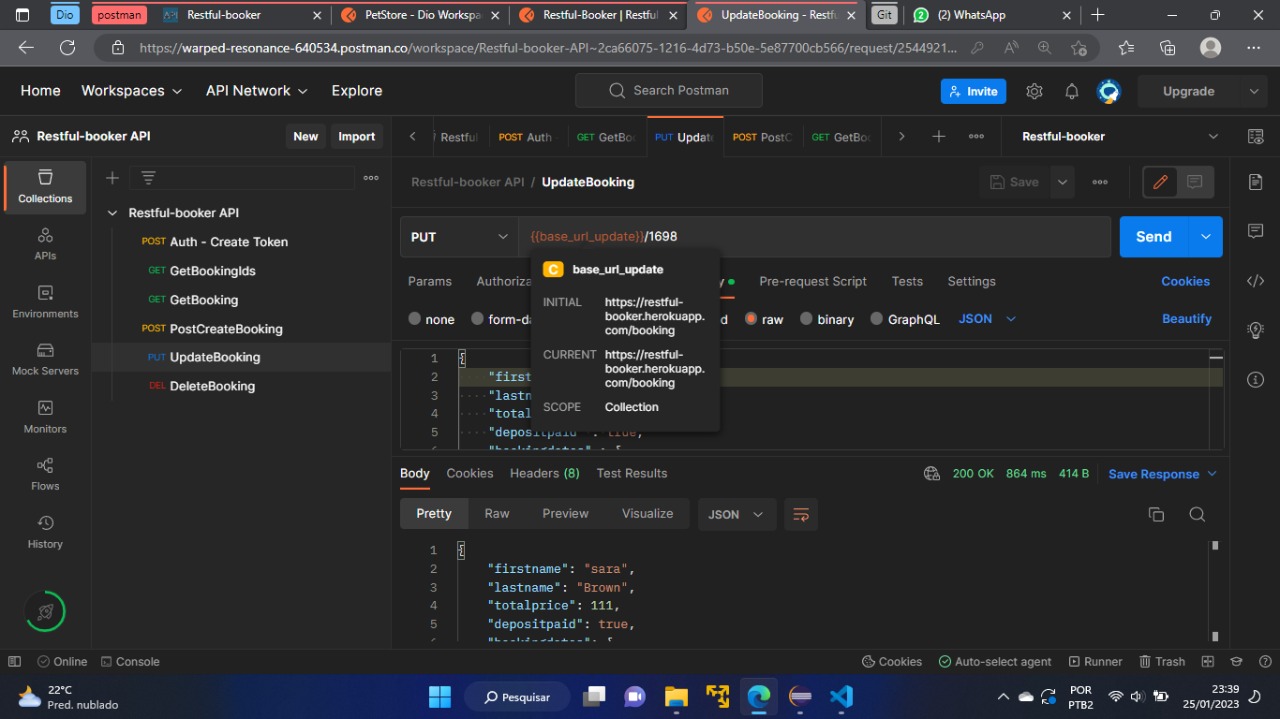 Dio
postman
Restful-booker
PetStore - Dio Workspa
Restful-Booker | Restful
UpdateBooking - Restfu
Git
(2) WhatsApp
https://warped-resonance-640534.postman.co/workspace/Restful-booker-API~2ca66075-1216-4d73-b50e-5e87700cb566/request/2544921...
Home
Workspaces
API Network
Explore
Search Postman
Invite
Upgrade
Restful-booker API
New
Import
Restful
POST Auth
GET GetBoo
PUT Update
POST PostC
GET GetBoo
Restful-booker
Collections
APIs
Environments
Mock Servers
Monitors
Flows
History
Restful-booker API
POST Auth - Create Token
GET GetBookingIds
GET GetBooking
POST PostCreateBooking
PUT UpdateBooking
DEL DeleteBooking
Restful-booker API / UpdateBooking
Save
PUT
{{base_url_update}}/1698
Send
Params
Authoriza
y
Pre-request Script
Tests
Settings
Cookies
none
form-da
d
raw
binary
GraphQL
JSON
Beautify
C base_url_update
INITIAL https://restful-
booker.herokuapp.
com/booking
CURRENT https://restful-
booker.herokuapp.
com/booking
SCOPE Collection
1 {
2 "first
3 "lastn
4 "total
5 "depositpaid" : true,
6 "bookingdates" : {
Body
Cookies
Headers (8)
Test Results
200 OK
864 ms
414 B
Save Response
Pretty
Raw
Preview
Visualize
JSON
1 {
2 "firstname": "sara",
3 "lastname": "Brown",
4 "totalprice": 111,
5 "depositpaid": true,
6 "bookingdates": {
Online
Console
Cookies
Auto-select agent
Runner
Trash
22°C
Pred. nublado
Pesquisar
POR
PTB2
23:39
25/01/2023